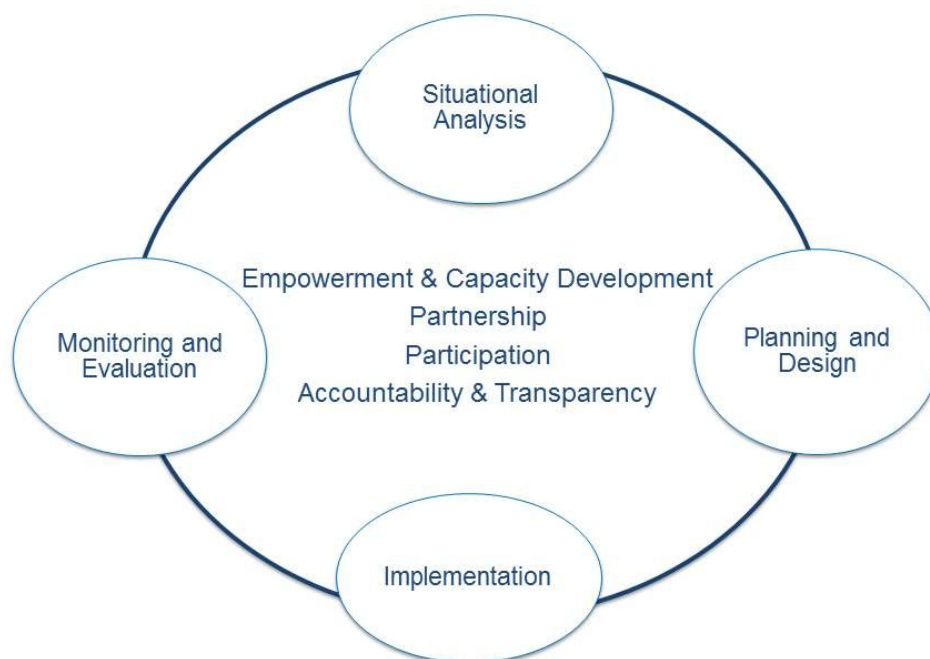 Situational
Analysis
Empowerment & Capacity Development
Partnership
Participation
Accountability & Transparency
Monitoring and
Evaluation
Planning and
Design
Implementation